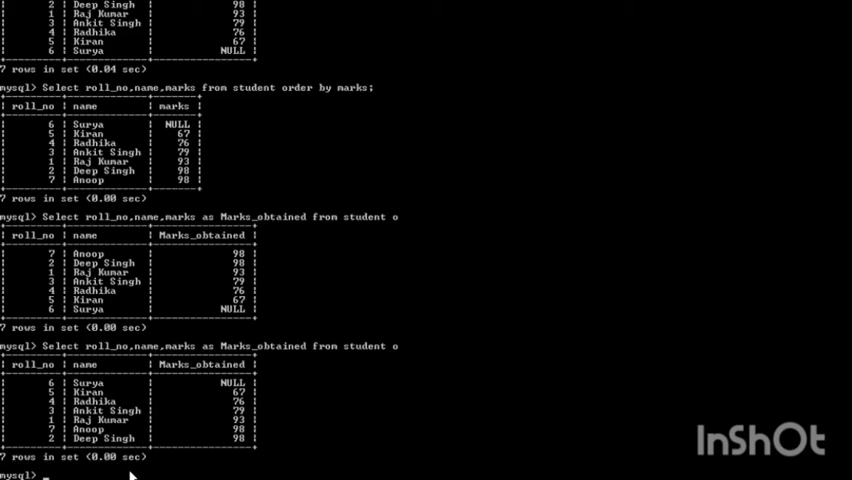 | 2 | Deep Singh | 98 |
| 1 | Raj Kumar | 93 |
| 3 | Ankit Singh | 79 |
| 4 | Radhika | 76 |
| 5 | Kiran | 67 |
| 6 | Surya | NULL |
7 rows in set (0.04 sec)
mysql> Select roll_no,name,marks from student order by marks;
| roll_no | name | marks |
| 6 | Surya | NULL |
| 5 | Kiran | 67 |
| 4 | Radhika | 76 |
| 3 | Ankit Singh | 79 |
| 1 | Raj Kumar | 93 |
| 2 | Deep Singh | 98 |
| 7 | Anoop | 98 |
7 rows in set (0.00 sec)
mysql> Select roll_no,name,marks as Marks_obtained from student o
| roll_no | name | Marks_obtained |
| 7 | Anoop | 98 |
| 2 | Deep Singh | 98 |
| 1 | Raj Kumar | 93 |
| 3 | Ankit Singh | 79 |
| 4 | Radhika | 76 |
| 5 | Kiran | 67 |
| 6 | Surya | NULL |
7 rows in set (0.00 sec)
mysql> Select roll_no,name,marks as Marks_obtained from student o
| roll_no | name | Marks_obtained |
| 6 | Surya | NULL |
| 5 | Kiran | 67 |
| 4 | Radhika | 76 |
| 3 | Ankit Singh | 79 |
| 1 | Raj Kumar | 93 |
| 7 | Anoop | 98 |
| 2 | Deep Singh | 98 |
7 rows in set (0.00 sec)
mysql> _
InShOt